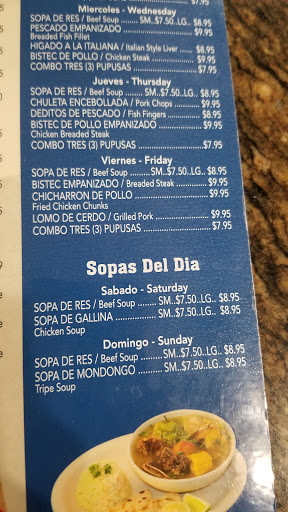 $7.95
Miercoles - Wednesday
SOPA DE RES / Beef Soup ...... SM..$7.50..LG.. $8.95
PESCADO EMPANIZADO ................ $9.95
Breaded Fish Fillet
HIGADO A LA ITALIANA / Italian Style Liver ...... $8.95
BISTEC DE POLLO / Chicken Steak ............ $9.95
COMBO TRES (3) PUPUSAS .................... $7.95
Jueves - Thursday
SOPA DE RES / Beef Soup ...... SM..$7.50..LG.. $8.95
CHULETA ENCEBOLLADA / Pork Chops ........ $9.95
DEDITOS DE PESCADO / Fish Fingers .......... $8.95
BISTEC DE POLLO EMPANIZADO ............. $9.95
Chicken Breaded Steak
COMBO TRES (3) PUPUSAS .................... $7.95
Viernes - Friday
SOPA DE RES / Beef Soup ........ SM..$7.50..LG.. $8.95
BISTEC EMPANIZADO / Breaded Steak ........ $9.95
CHICHARRON DE POLLO ...................... $9.95
Fried Chicken Chunks
LOMO DE CERDO / Grilled Pork ................ $9.95
COMBO TRES (3) PUPUSAS .................... $7.95
Sopas Del Dia
Sabado - Saturday
SOPA DE RES / Beef Soup ........ SM..$7.50..LG.. $8.95
SOPA DE GALLINA .............. SM..$7.50..LG.. $8.95
Chicken Soup
Domingo - Sunday
SOPA DE RES / Beef Soup ........ SM..$7.50..LG.. $8.95
SOPA DE MONDONGO .......... SM..$7.50..LG.. $8.95
Tripe Soup